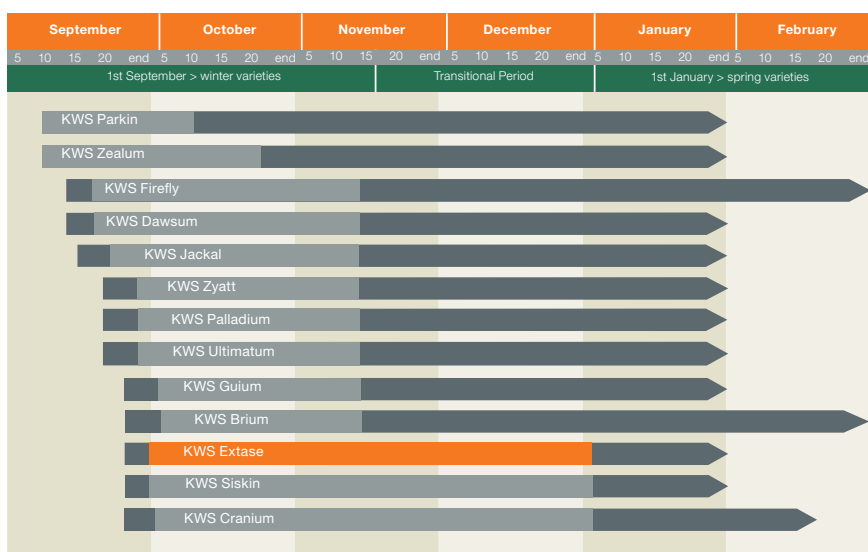 September October November December January February
5 10 15 20 end 5 10 15 20 end 5 10 15 20 end 5 10 15 20 end 5 10 15 20 end 5 10 15 20 end
1st September > winter varieties Transitional Period 1st January > spring varieties
KWS Parkin
KWS Zealum
KWS Firefly
KWS Dawsum
KWS Jackal
KWS Zyatt
KWS Palladium
KWS Ultimatum
KWS Guium
KWS Brium
KWS Extase
KWS Siskin
KWS Cranium